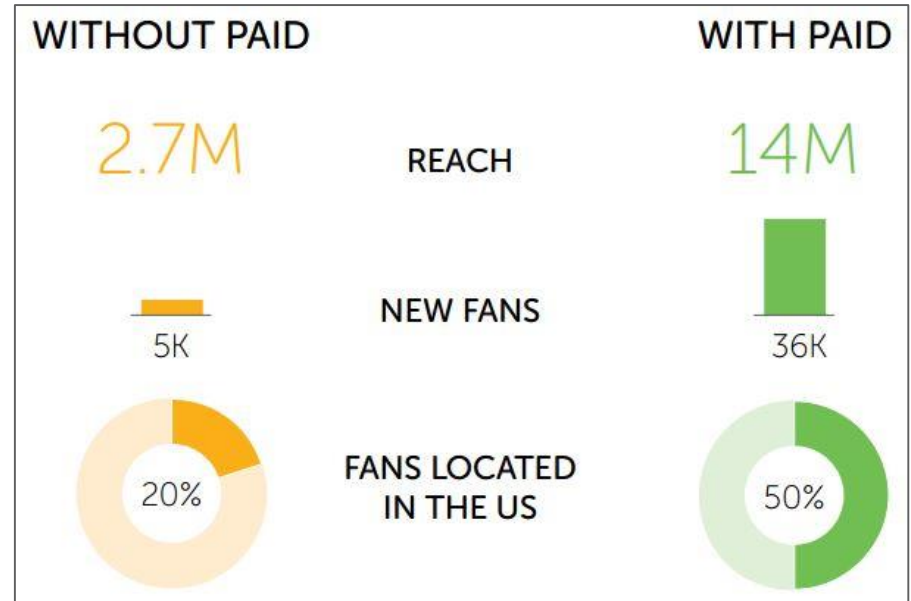 WITHOUT PAID
WITH PAID
2.7M
REACH
14M
NEW FANS
5K
36K
20%
FANS LOCATED
IN THE US
50%